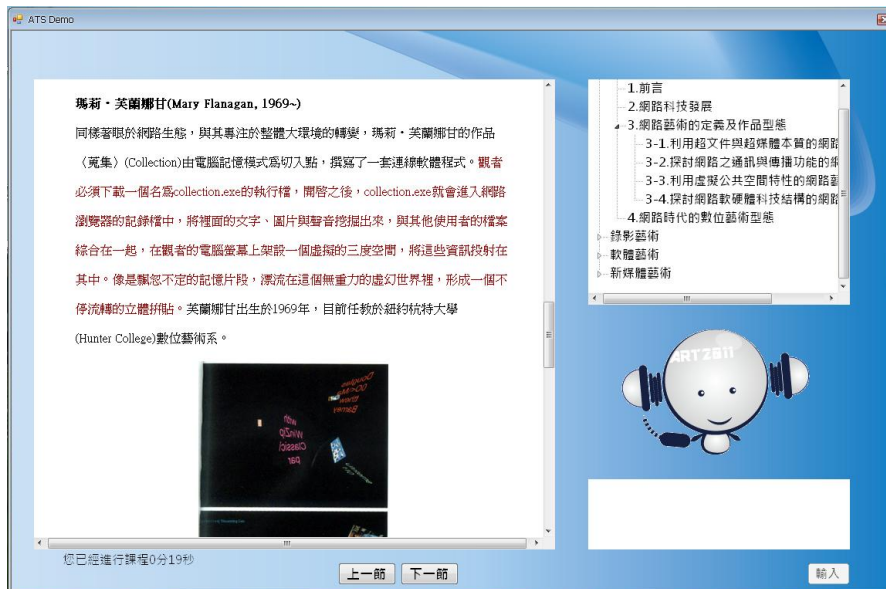 ATS Demo
瑪莉・芙蘭娜甘(Mary Flanagan, 1969~)
同樣著眼於網路生態，與其專注於整體大環境的轉變，瑪莉・芙蘭娜甘的作品
〈蒐集〉(Collection)由電腦記憶模式為切入點，撰寫了一套連線軟體程式。觀者
必須下載一個名為collection.exe的執行檔，開啓之後，collection.exe就會進入網路
瀏覽器的記錄檔中，將裡面的文字、圖片與聲音挖掘出來，與其他使用者的檔案
綜合在一起，在觀者的電腦螢幕上架設一個虛擬的三度空間，將這些資訊投射在
其中。像是飄忽不定的記憶片段，漂流在這個無重力的虛幻世界裡，形成一個不
停流轉的立體拼貼。芙蘭娜甘出生於1969年，目前任教於紐約杭特大學
(Hunter College)數位藝術系。
with
WinZip
Classic!
par
您已經進行課程0分19秒
上一節
下一節
1.前言
2.網路科技發展
3.網路藝術的定義及作品型態
3-1.利用超文件與超媒體本質的網路
3-2.探討網路之通訊與傳播功能的網
3-3.利用虛擬公共空間特性的網路藝
3-4.探討網路軟硬體科技結構的網路
4.網路時代的數位藝術型態
錄影藝術
軟體藝術
新媒體藝術
ART2611
輸入